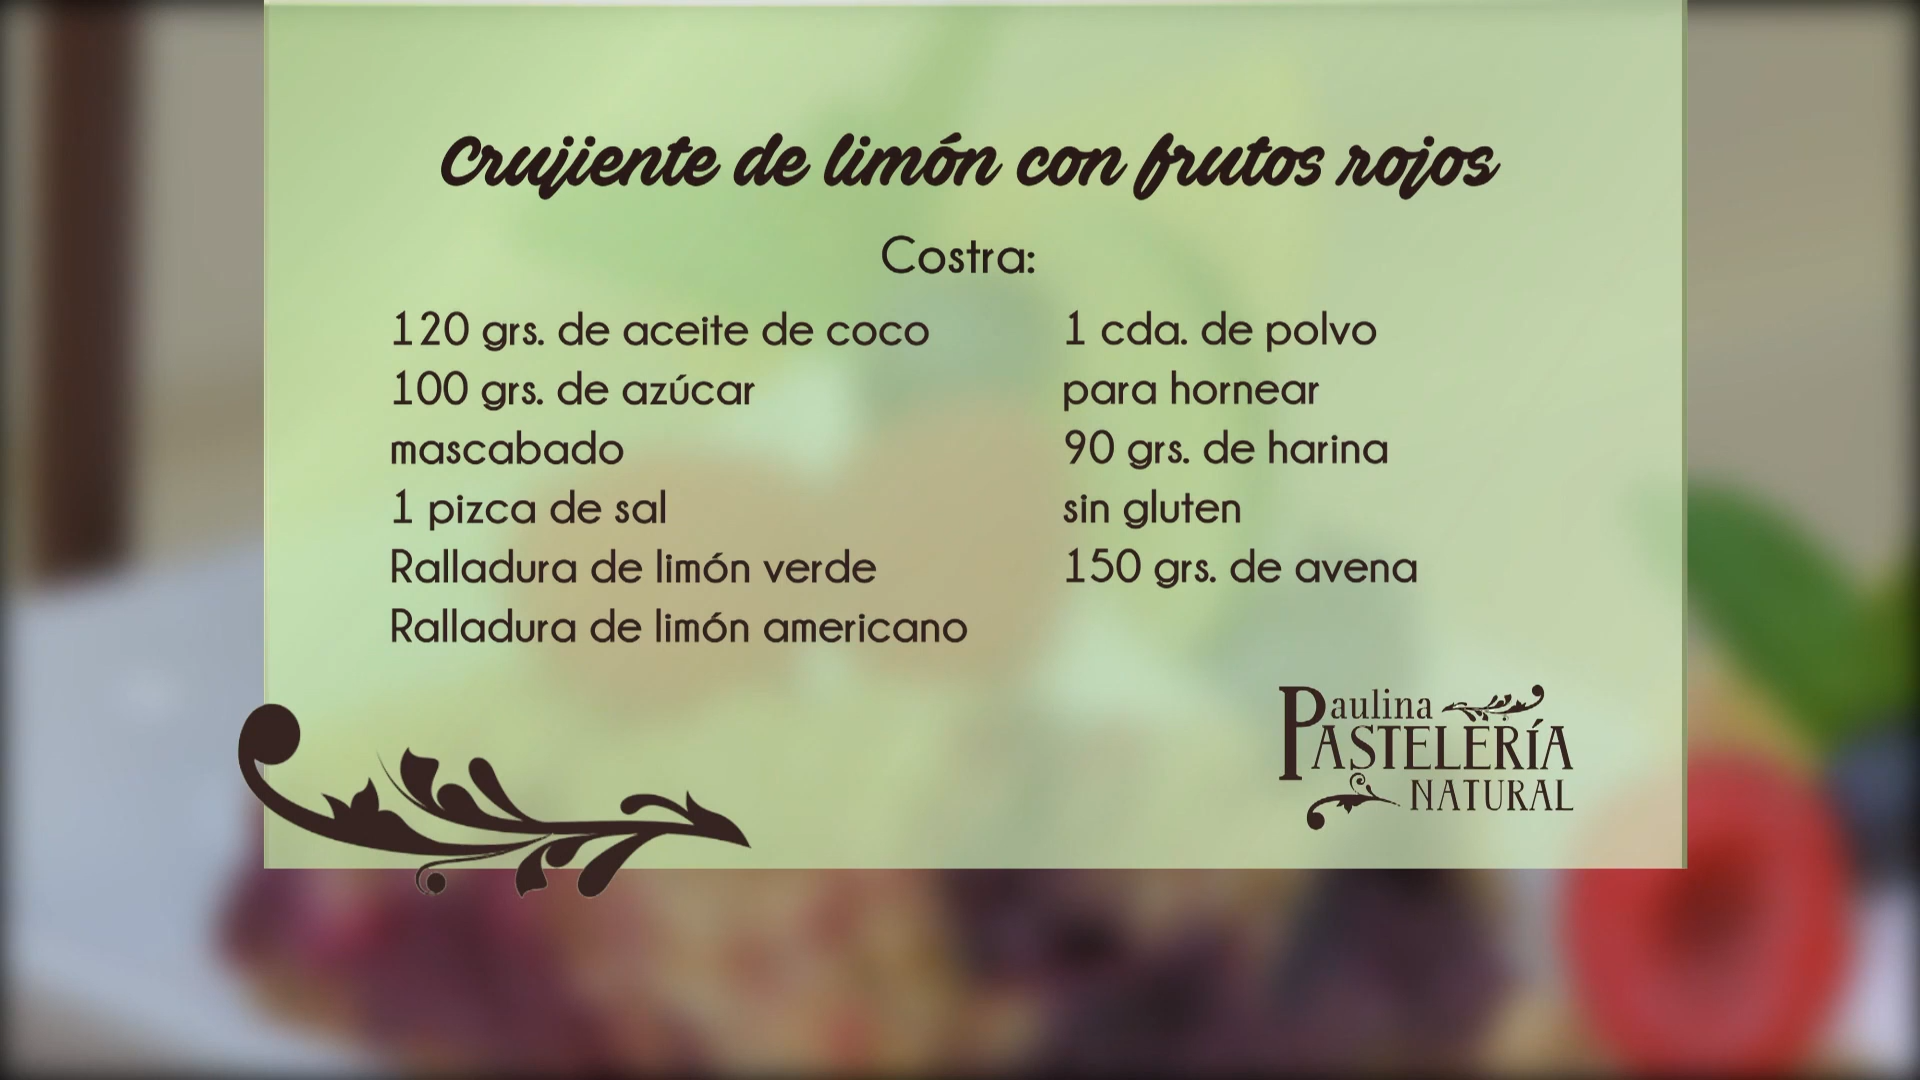 Crujiente de limón con frutos rojos
Costra:
120 grs. de aceite de coco
100 grs. de azúcar
mascabado
1 pizca de sal
Ralladura de limón verde
Ralladura de limón americano
1 cda. de polvo
para hornear
90 grs. de harina
sin gluten
150 grs. de avena
Paulina
PASTELERÍA
NATURAL